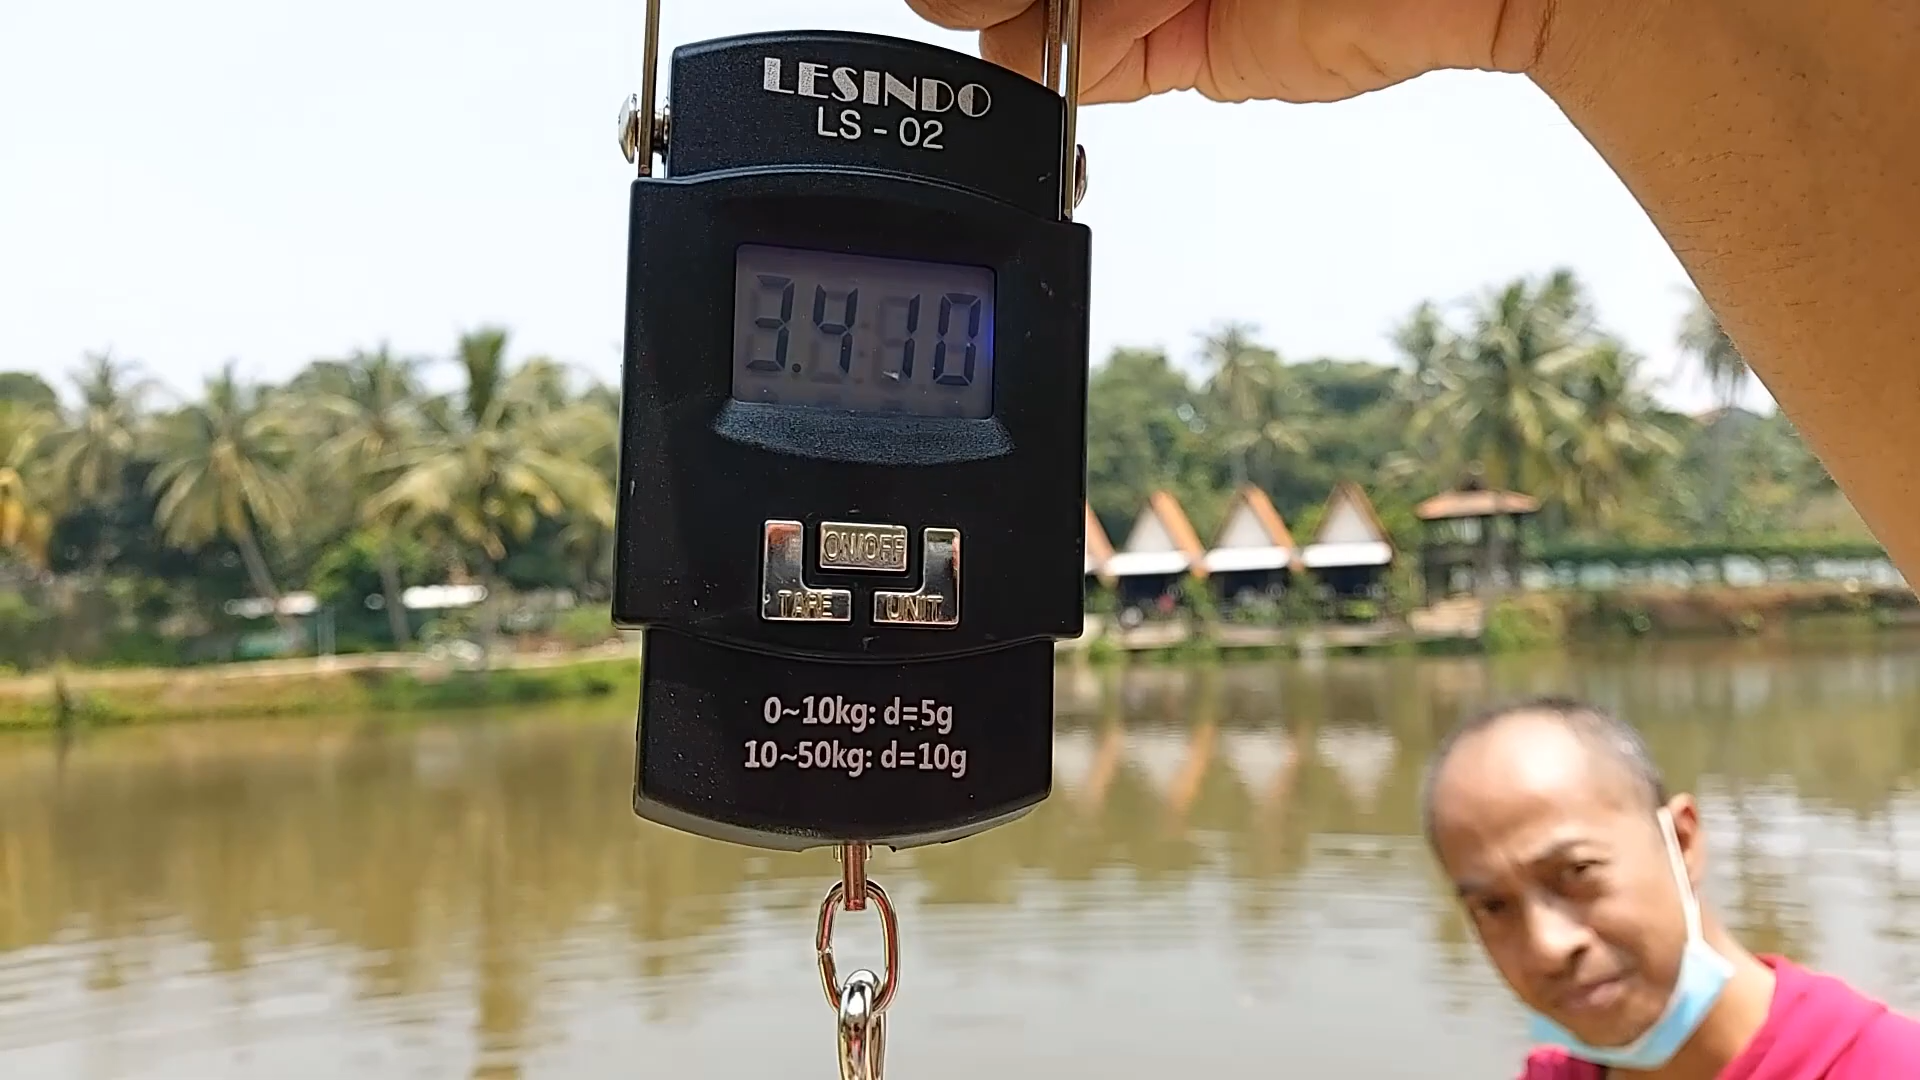 LESINDO
LS - 02
3.410
ON/OFF
TARE UNIT
0~10kg: d=5g
10~50kg: d=10g